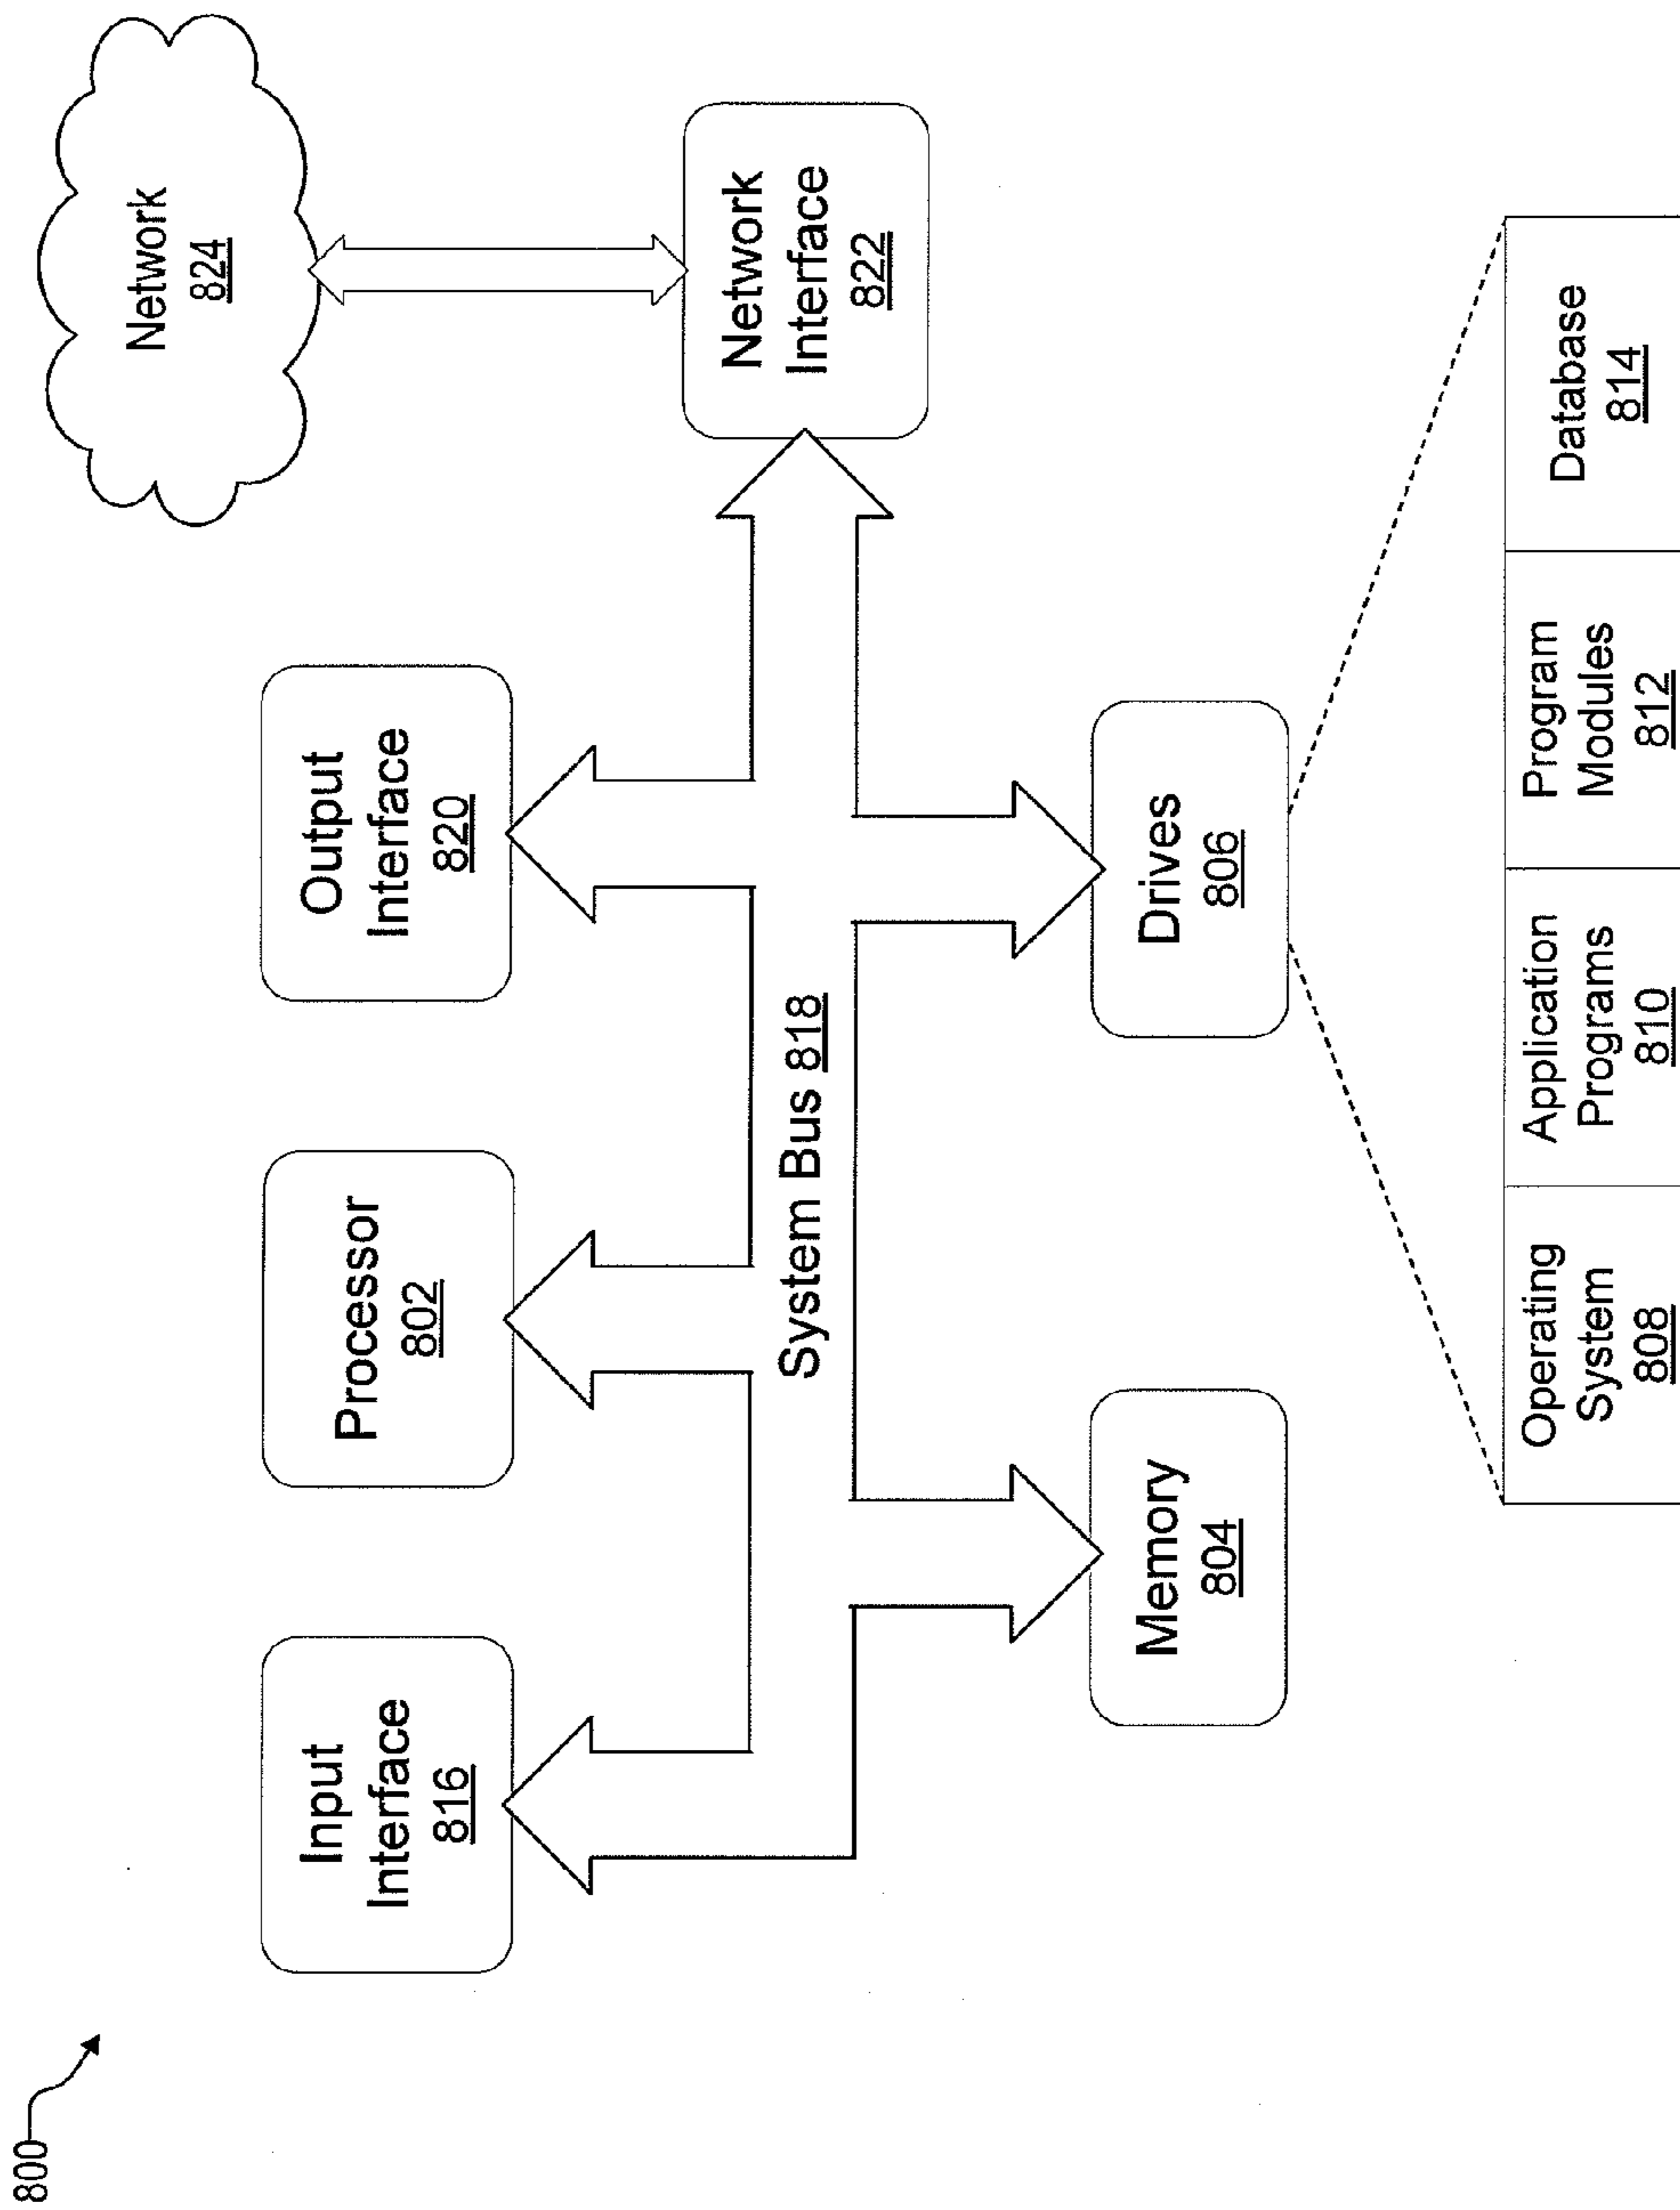 800
Input
Interface
816
Processor
802
Output
Interface
820
Network
824
System Bus 818
Network
Interface
822
Memory
804
Drives
806
Operating
System
808
Application
Programs
810
Program
Modules
812
Database
814